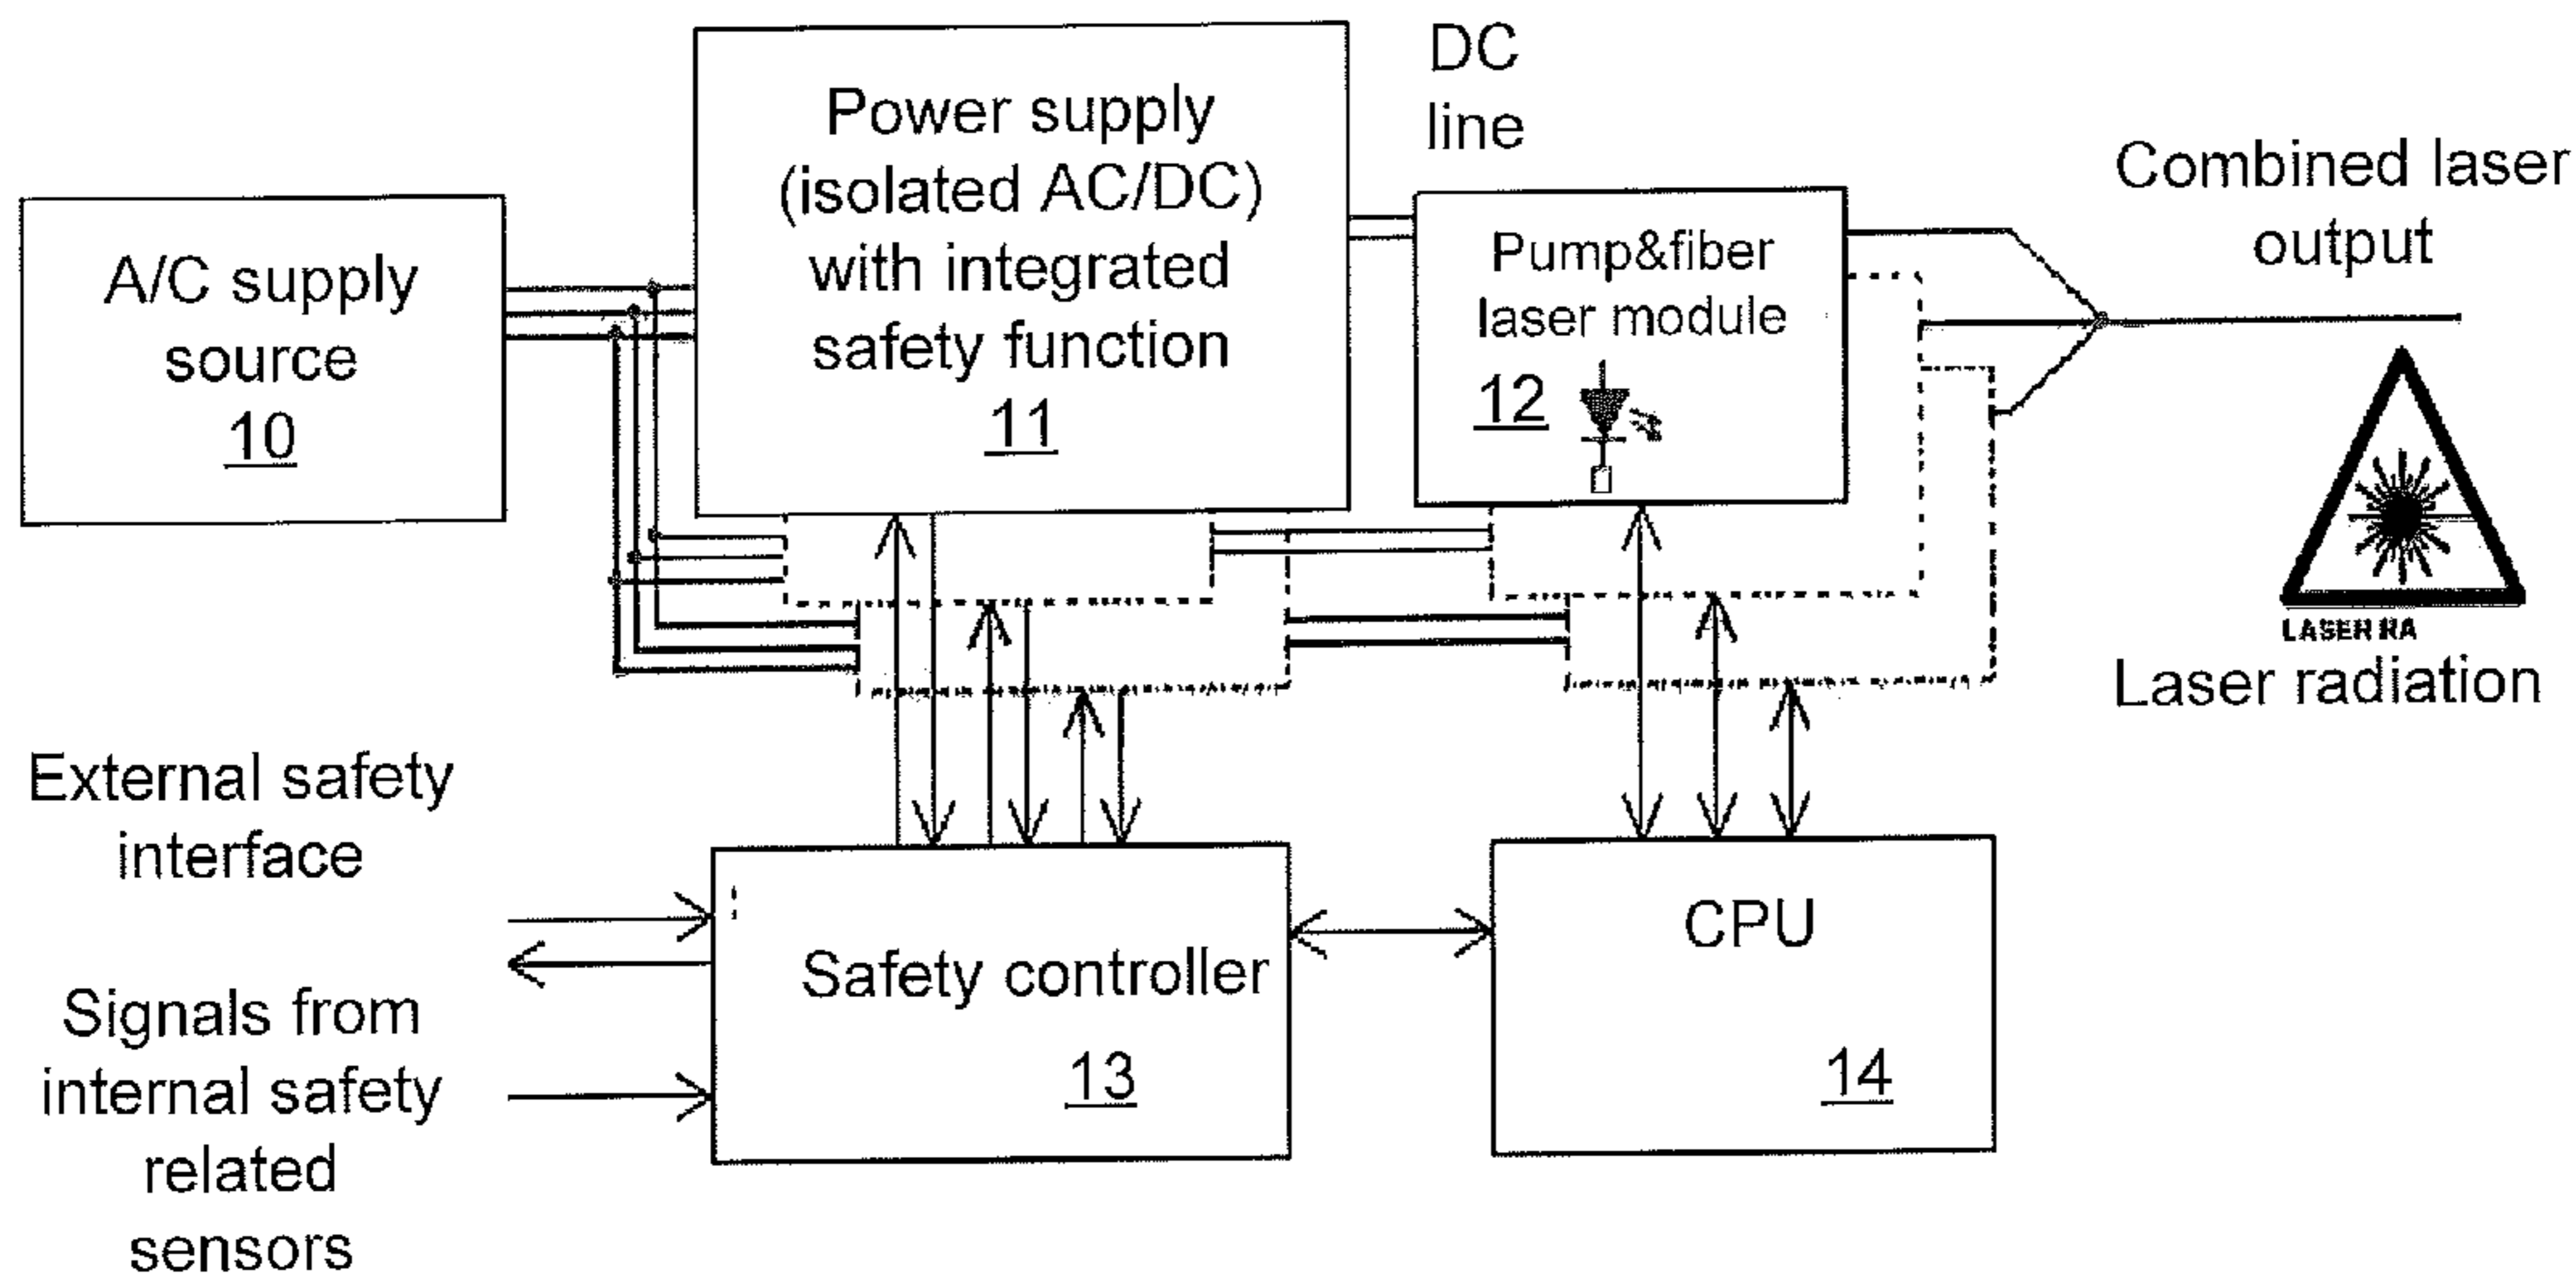 DC
line
Power supply
(isolated AC/DC)
with integrated
safety function
11
A/C supply
source
10
Pump&fiber
laser module
12
Combined laser
output
LASER RA
Laser radiation
External safety
interface
Signals from
internal safety
related
sensors
Safety controller
13
CPU
14